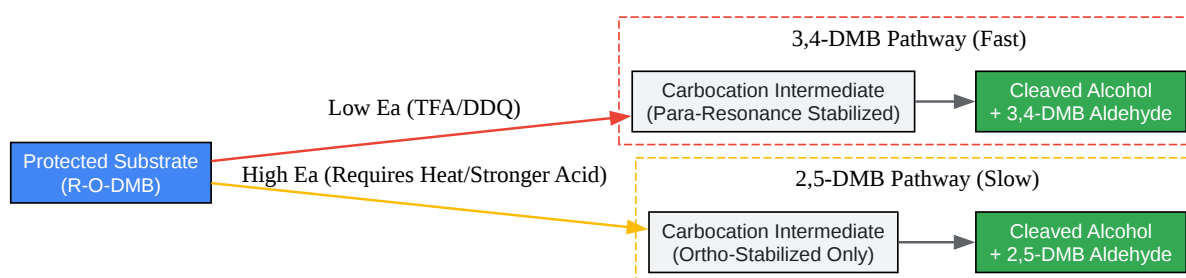 3,4-DMB Pathway (Fast)
Carbocation Intermediate
(Para-Resonance Stabilized)
Cleaved Alcohol
+ 3,4-DMB Aldehyde
Low Ea (TFA/DDQ)
Protected Substrate
(R-O-DMB)
High Ea (Requires Heat/Stronger Acid)
2,5-DMB Pathway (Slow)
Carbocation Intermediate
(Ortho-Stabilized Only)
Cleaved Alcohol
+ 2,5-DMB Aldehyde